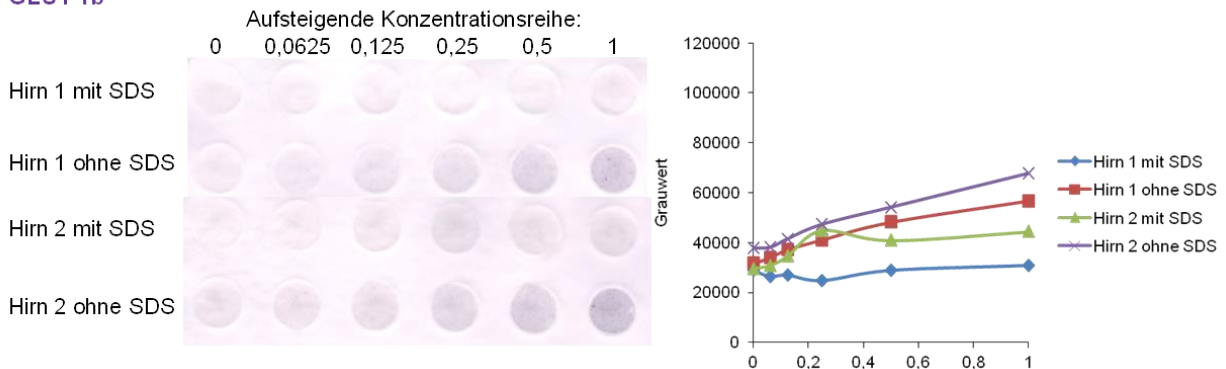 Aufsteigende Konzentrationsreihe:
0 0,0625 0,125 0,25 0,5 1
Hirn 1 mit SDS
Hirn 1 ohne SDS
Hirn 2 mit SDS
Hirn 2 ohne SDS
120000
100000
80000
60000
40000
20000
0
Grauwert
0 0,2 0,4 0,6 0,8 1
Hirn 1 mit SDS
Hirn 1 ohne SDS
Hirn 2 mit SDS
Hirn 2 ohne SDS